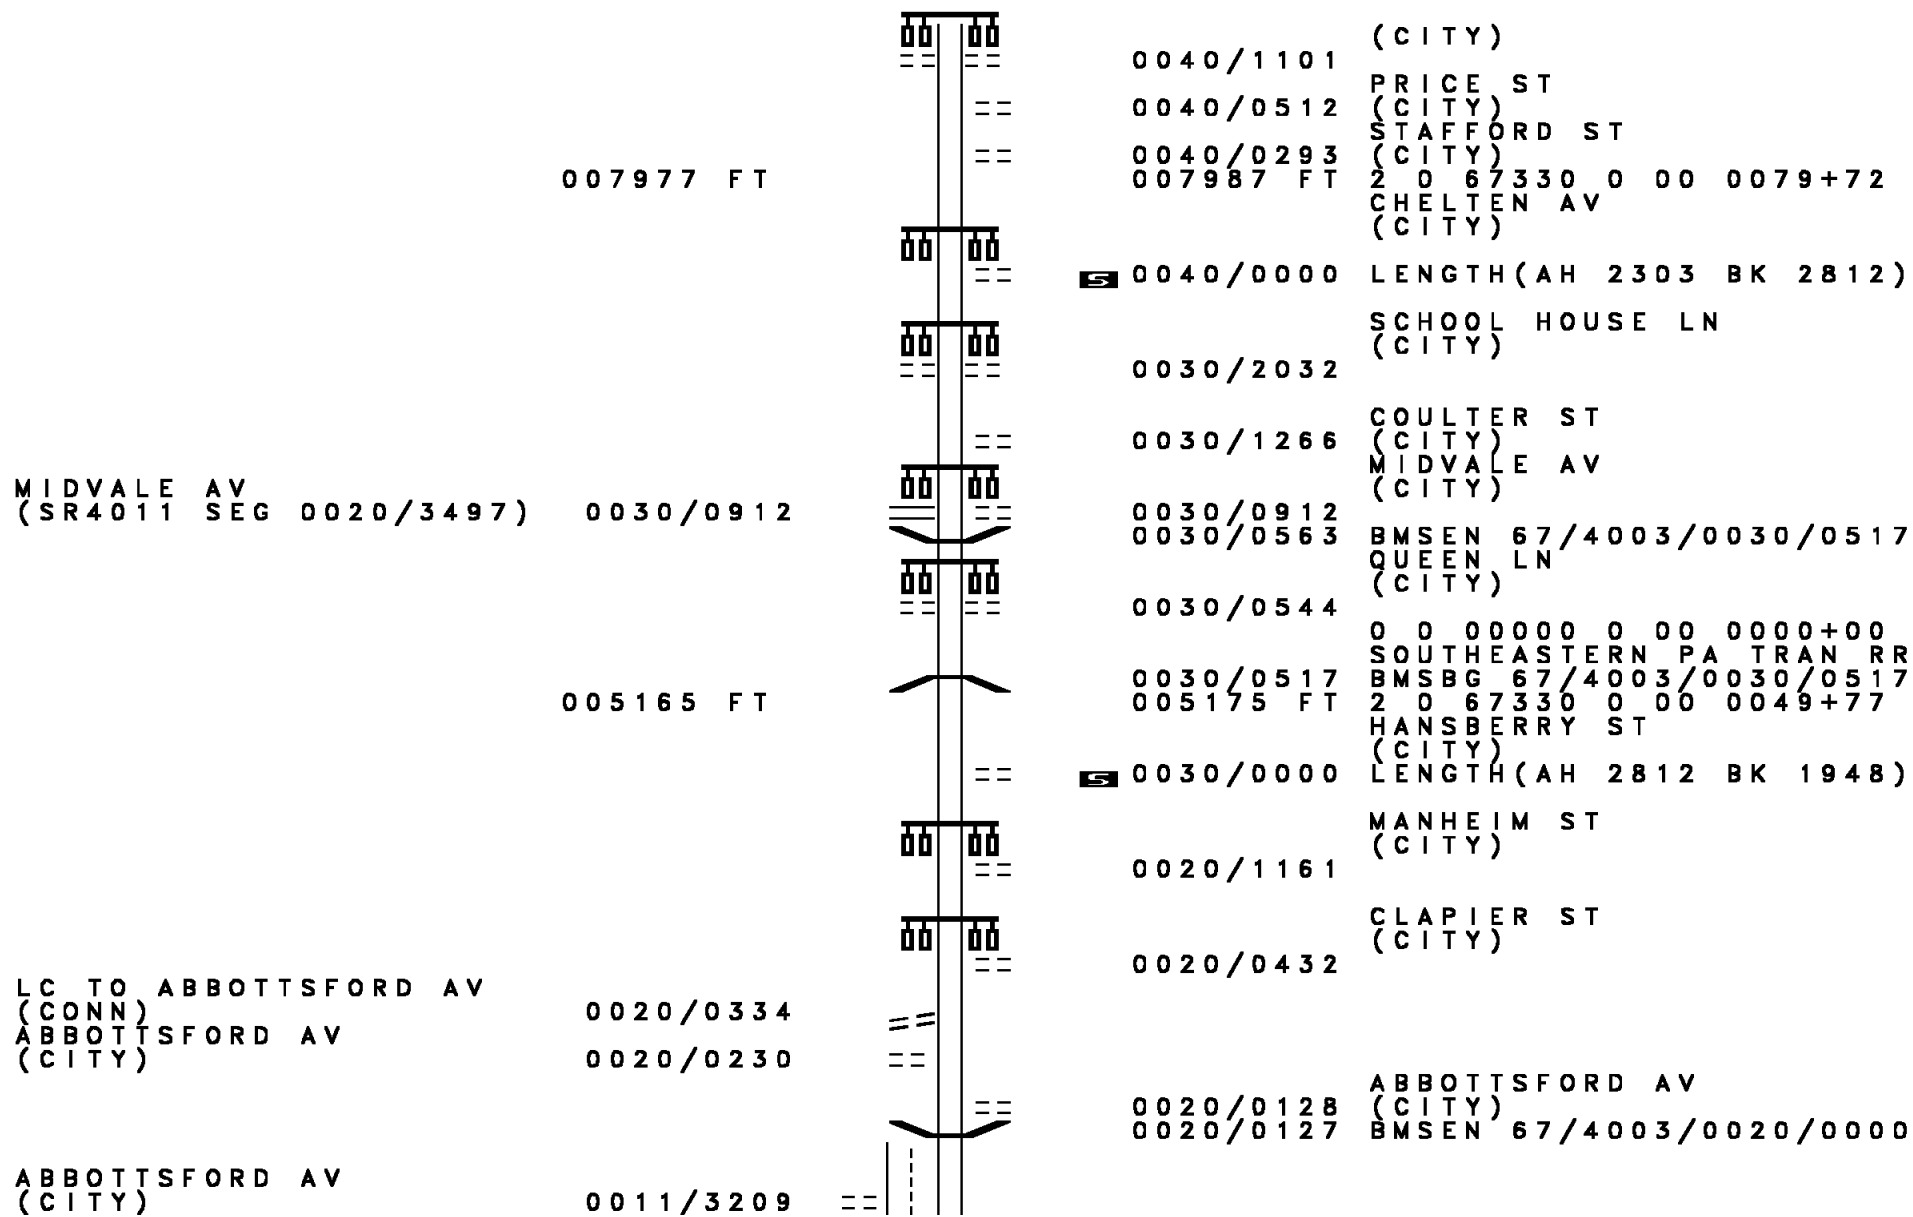 (CITY)
0040/1101
PRICE ST
0040/0512 (CITY)
STAFFORD ST
0040/0293 (CITY)
007977 FT 007987 FT 2 0 67330 0 00 0079+72
CHELTEN AV
(CITY)
S 0040/0000 LENGTH(AH 2303 BK 2812)
SCHOOL HOUSE LN
(CITY)
0030/2032
COULTER ST
0030/1266 (CITY)
MIDVALE AV
MIDVALE AV (CITY)
(SR4011 SEG 0020/3497) 0030/0912 0030/0912
0030/0563 BMSEN 67/4003/0030/0517
QUEEN LN
(CITY)
0030/0544
0 0 00000 0 00 0000+00
SOUTHEASTERN PA TRAN RR
0030/0517 BMSBG 67/4003/0030/0517
005165 FT 005175 FT 2 0 67330 0 00 0049+77
HANSBERRY ST
(CITY)
S 0030/0000 LENGTH(AH 2812 BK 1948)
MANHEIM ST
(CITY)
0020/1161
CLAPIER ST
(CITY)
0020/0432
LC TO ABBOTTSFORD AV
(CONN) 0020/0334
ABBOTTSFORD AV
(CITY) 0020/0230
ABBOTTSFORD AV
0020/0128 (CITY)
0020/0127 BMSEN 67/4003/0020/0000
ABBOTTSFORD AV
(CITY) 0011/3209